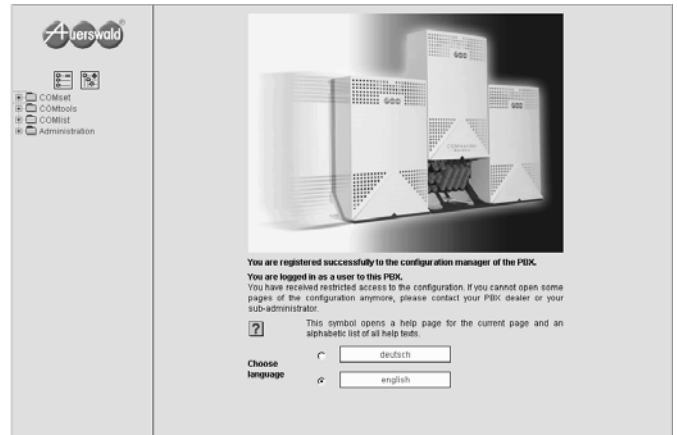 Auerswald
COMset
COMtools
COMlist
Administration
You are registered successfully to the configuration manager of the PBX.
You are logged in as a user to this PBX.
You have received restricted access to the configuration. If you cannot open some
pages of the configuration anymore, please contact your PBX dealer or your
sub-administrator.
?
This symbol opens a help page for the current page and an
alphabetic list of all help texts.
Choose
language
deutsch
english